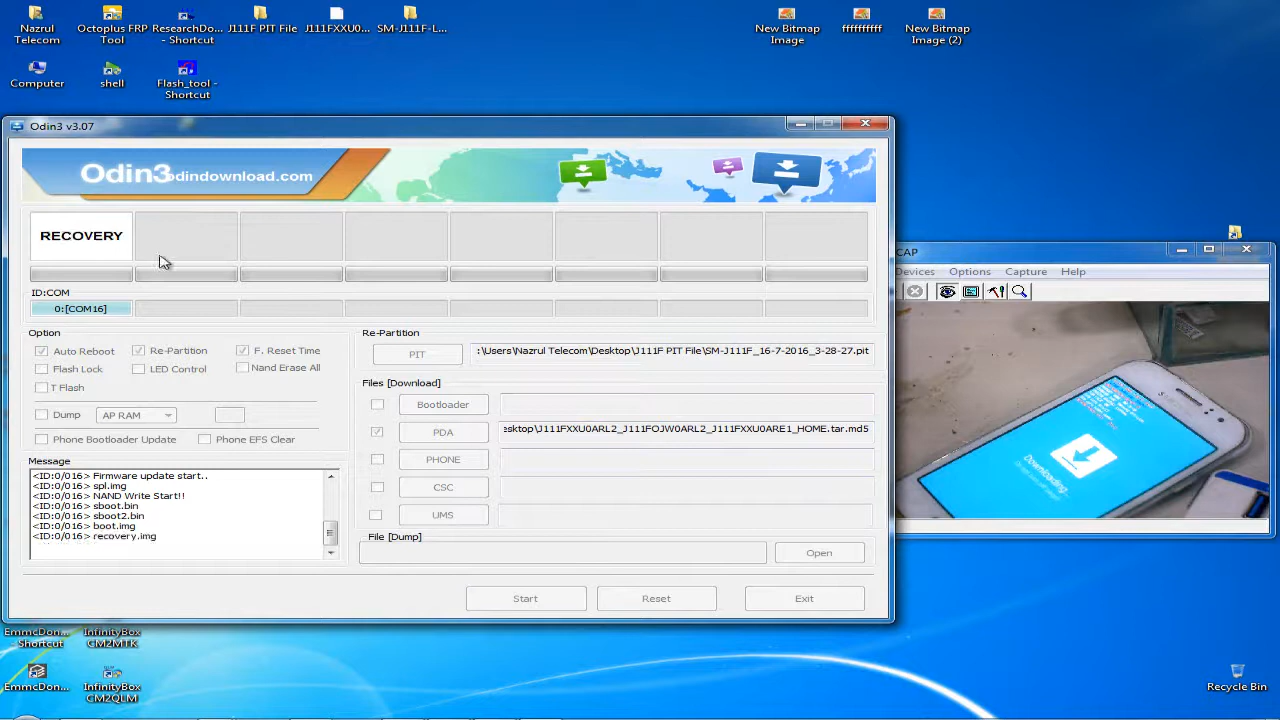 Nazrul
Telecom
Octoplus FRP
Tool
ResearchDo...
- Shortcut
J111F PIT File
J111FXXU0...
SM-J111F-L...
New Bitmap
Image
ffffffffff
New Bitmap
Image (2)
Computer
shell
Flash_tool -
Shortcut
Odin3 v3.07
Odin3
odindownload.com
RECOVERY
ID:COM
0:[COM16]
Option
Auto Reboot
Re-Partition
F. Reset Time
Flash Lock
LED Control
Nand Erase All
T Flash
Dump
AP RAM
Phone Bootloader Update
Phone EFS Clear
Message
<ID:0/016> Firmware update start..
<ID:0/016> spl.img
<ID:0/016> NAND Write Start!!
<ID:0/016> sboot.bin
<ID:0/016> sboot2.bin
<ID:0/016> boot.img
<ID:0/016> recovery.img
Re-Partition
PIT
:\Users\Nazrul Telecom\Desktop\J111F PIT File\SM-J111F_16-7-2016_3-28-27.pit
Files [Download]
Bootloader
PDA
esktop\J111FXXU0ARL2_J111FOJW0ARL2_J111FXXU0ARE1_HOME.tar.md5
PHONE
CSC
UMS
File [Dump]
Open
Start
Reset
Exit
CAP
Devices
Options
Capture
Help
Downloading...
EmmcDon...
- Shortcut
InfinityBox
CM2MTK
EmmcDon...
InfinityBox
CM2QLM
Recycle Bin